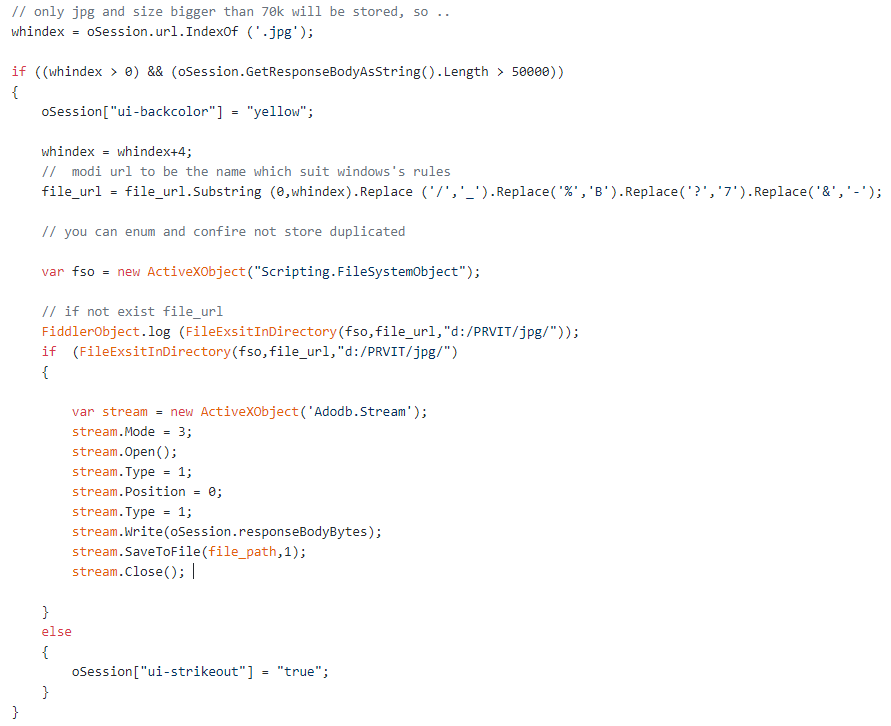 // only jpg and size bigger than 70k will be stored, so ..
whindex = oSession.url.IndexOf ('.jpg');
if ((whindex > 0) && (oSession.GetResponseBodyAsString().Length > 50000))
{
oSession["ui-backcolor"] = "yellow";
whindex = whindex+4;
//  modi url to be the name which suit windows's rules
file_url = file_url.Substring (0,whindex).Replace ('/','_').Replace('%','B').Replace('?','7').Replace('&','-');
// you can enum and confire not store duplicated
var fso = new ActiveXObject("Scripting.FileSystemObject");
// if not exist file_url
FiddlerObject.log (FileExsitInDirectory(fso,file_url,"d:/PRVIT/jpg/"));
if  (FileExsitInDirectory(fso,file_url,"d:/PRVIT/jpg/")
{
var stream = new ActiveXObject('Adodb.Stream');
stream.Mode = 3;
stream.Open();
stream.Type = 1;
stream.Position = 0;
stream.Type = 1;
stream.Write(oSession.responseBodyBytes);
stream.SaveToFile(file_path,1);
stream.Close();
}
else
{
oSession["ui-strikeout"] = "true";
}
}